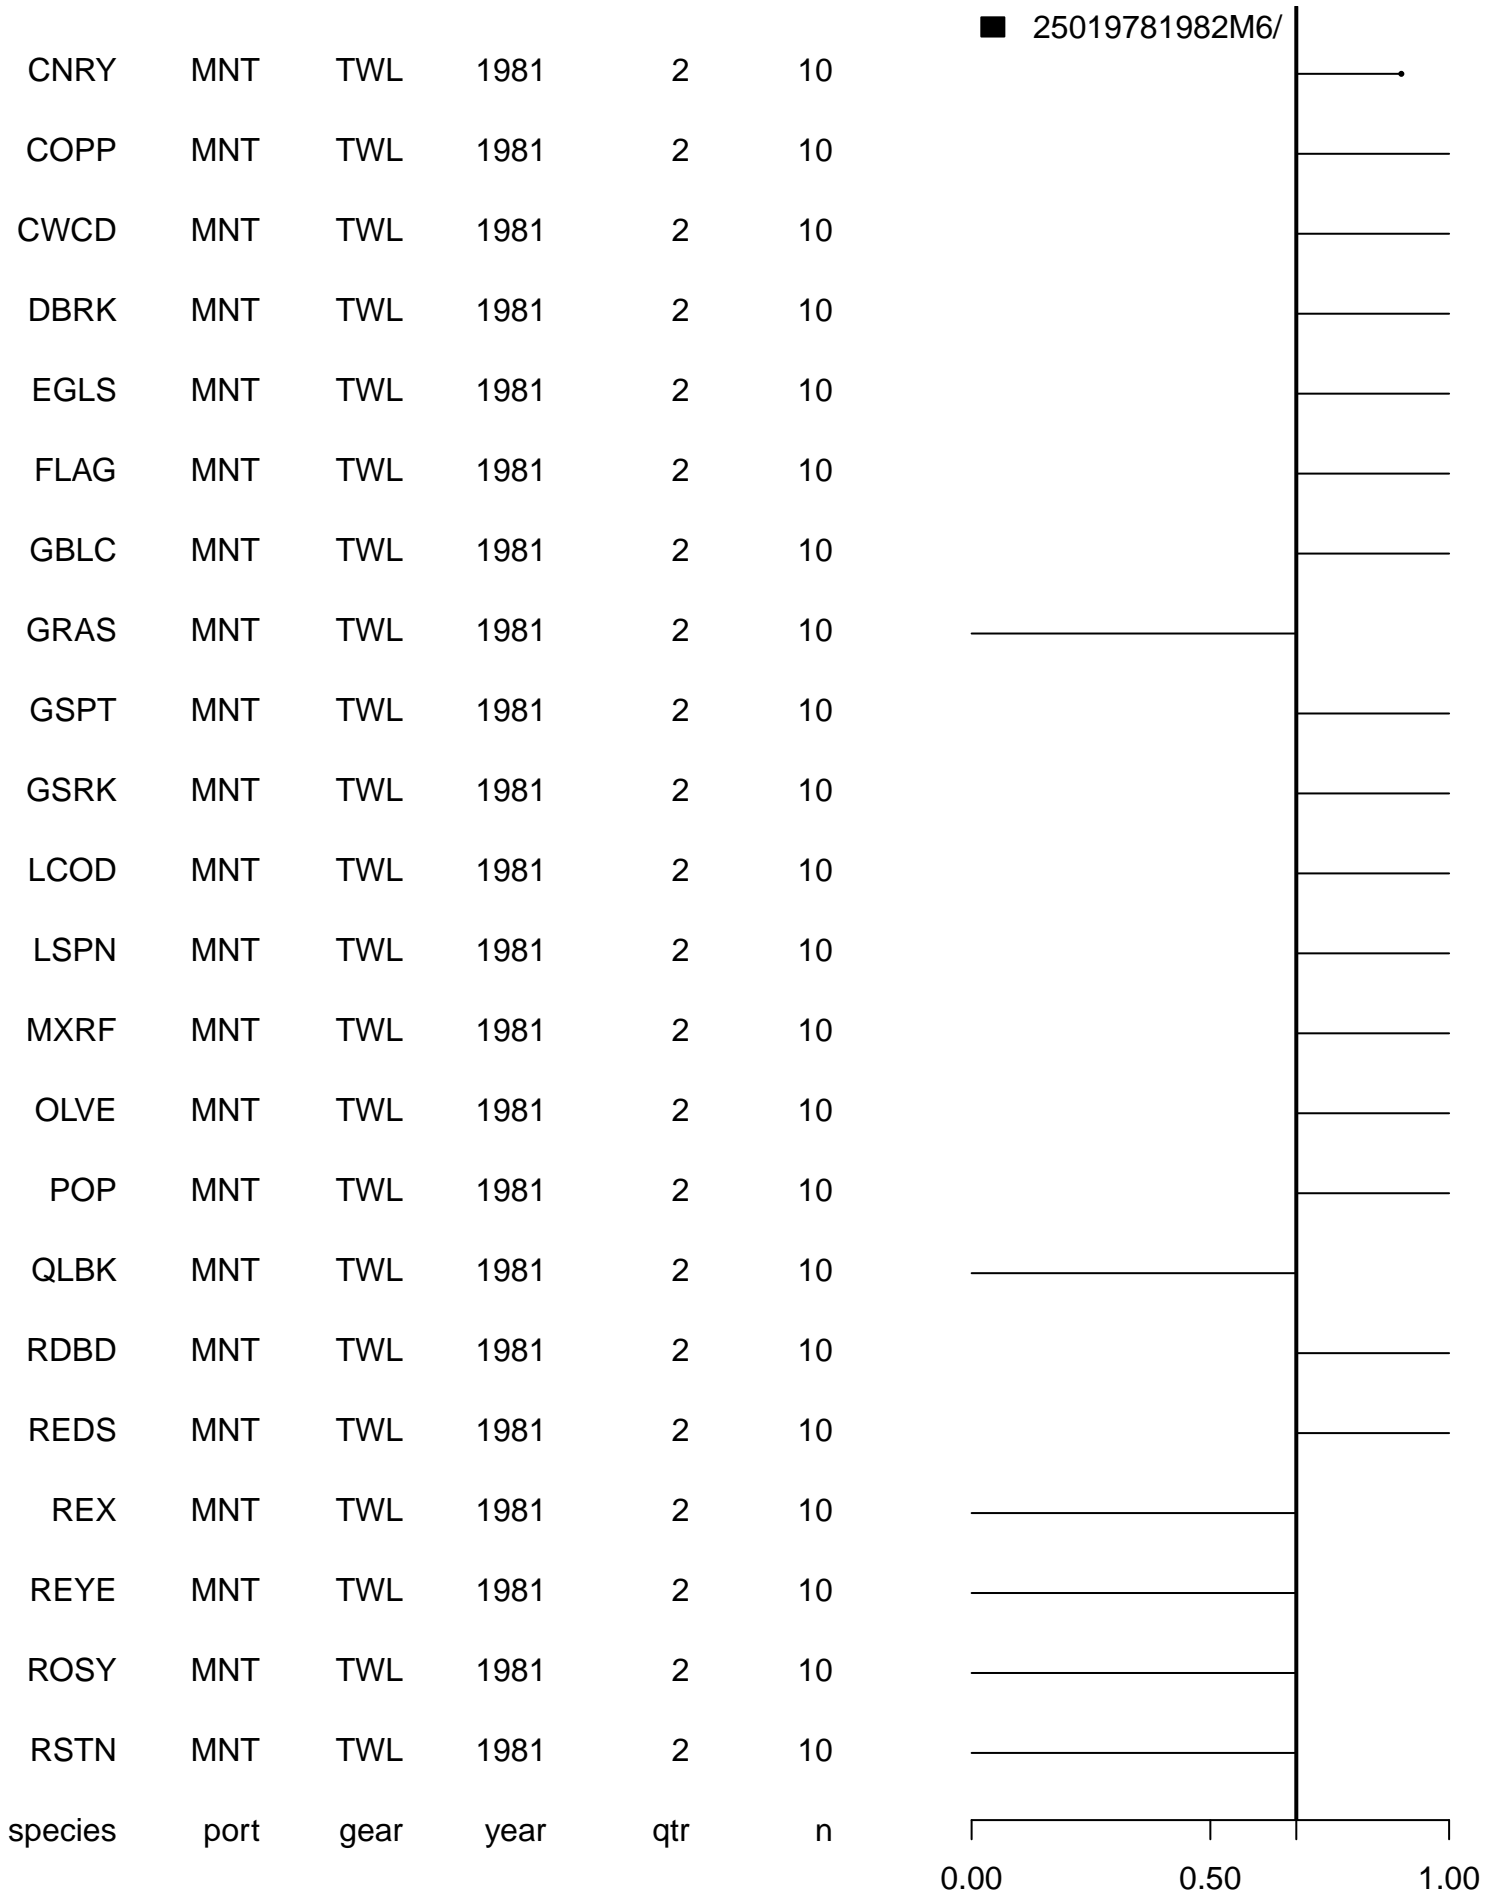 25019781982M6/
CNRY MNT TWL 1981 2 10
COPP MNT TWL 1981 2 10
CWCD MNT TWL 1981 2 10
DBRK MNT TWL 1981 2 10
EGLS MNT TWL 1981 2 10
FLAG MNT TWL 1981 2 10
GBLC MNT TWL 1981 2 10
GRAS MNT TWL 1981 2 10
GSPT MNT TWL 1981 2 10
GSRK MNT TWL 1981 2 10
LCOD MNT TWL 1981 2 10
LSPN MNT TWL 1981 2 10
MXRF MNT TWL 1981 2 10
OLVE MNT TWL 1981 2 10
POP MNT TWL 1981 2 10
QLBK MNT TWL 1981 2 10
RDBD MNT TWL 1981 2 10
REDS MNT TWL 1981 2 10
REX MNT TWL 1981 2 10
REYE MNT TWL 1981 2 10
ROSY MNT TWL 1981 2 10
RSTN MNT TWL 1981 2 10
species port gear year qtr n
0.00 0.50 1.00